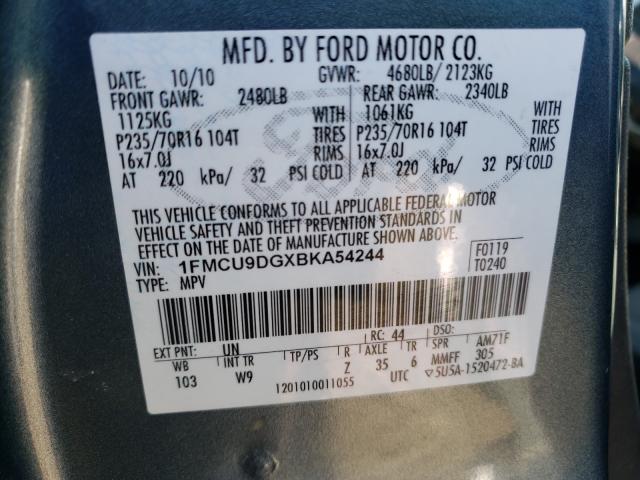 MFD. BY FORD MOTOR CO.
DATE: 10/10 GVWR: 4680LB/ 2123KG
FRONT GAWR: 2480LB REAR GAWR: 2340LB
1125KG WITH 1061KG WITH
P235/70R16 104T TIRES P235/70R16 104T TIRES
16x7.0J RIMS 16x7.0J RIMS
AT 220 kPa/ 32 PSI COLD AT 220 kPa/ 32 PSI COLD
THIS VEHICLE CONFORMS TO ALL APPLICABLE FEDERAL MOTOR
VEHICLE SAFETY AND THEFT PREVENTION STANDARDS IN
EFFECT ON THE DATE OF MANUFACTURE SHOWN ABOVE.
VIN: 1FMCU9DGXBKA54244 F0119
TYPE: MPV T0240
EXT PNT: UN RC: 44 DSO:
WB INT TR TP/PS R AXLE TR SPR AM71F
103 W9 Z 35 6 MMFF 305
1201010011055 UTC ▽5U5A-1520472-BA